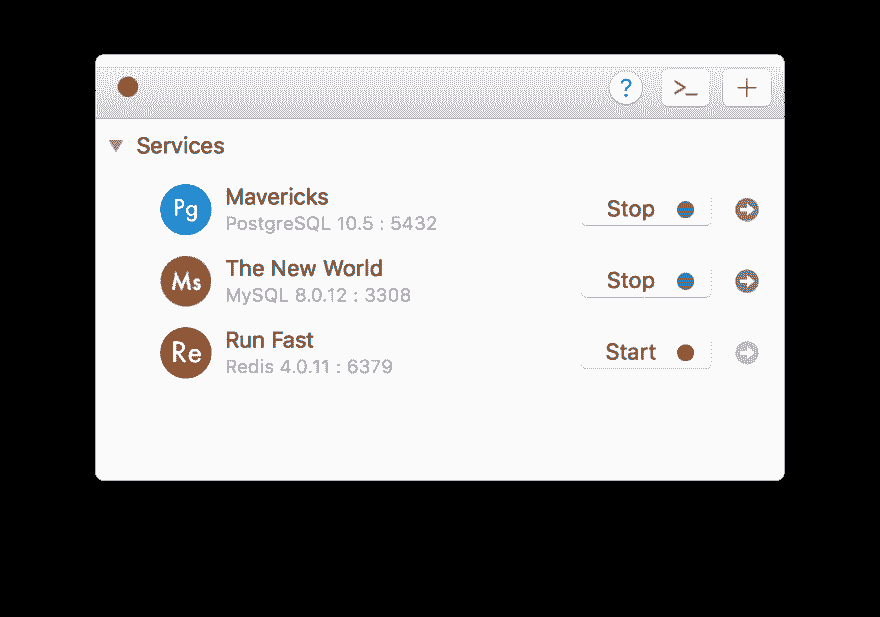 ? >_ +
Services
Pg Mavericks Stop
PostgreSQL 10.5 : 5432
Ms The New World Stop
MySQL 8.0.12 : 3308
Re Run Fast Start
Redis 4.0.11 : 6379